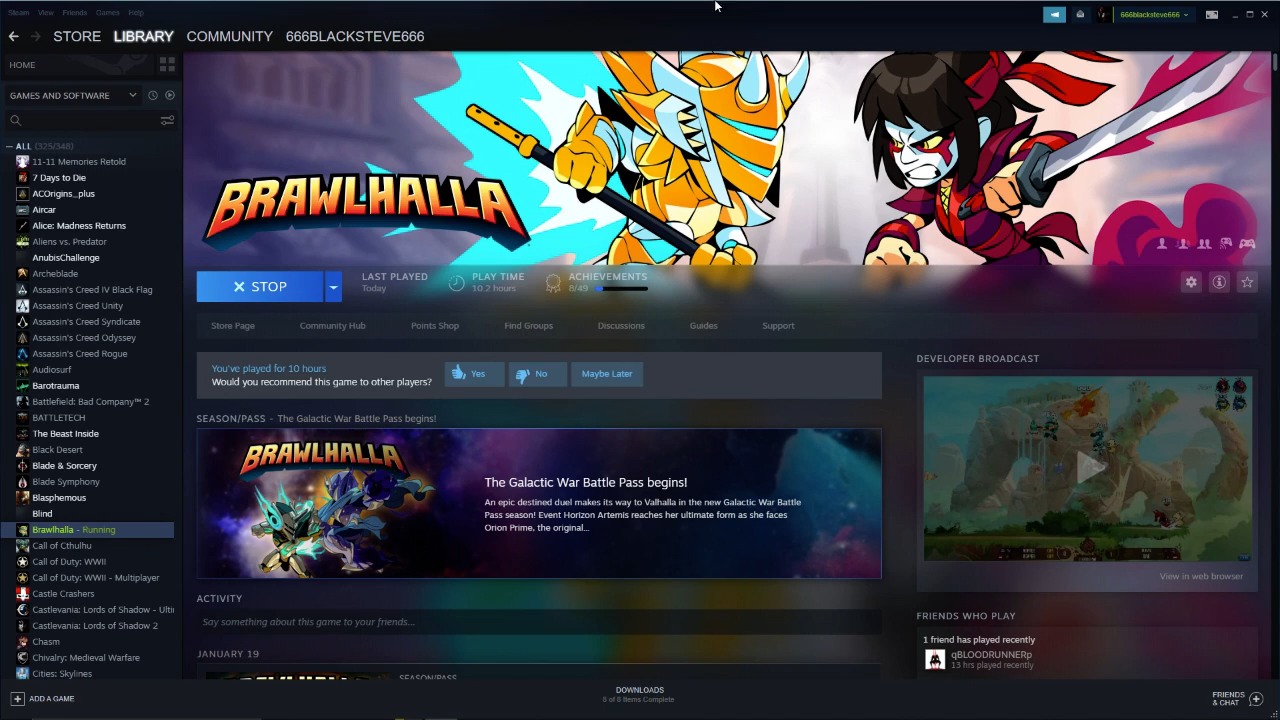 Steam View Friends Games Help
666blacksteve666
STORE LIBRARY COMMUNITY 666BLACKSTEVE666
HOME
GAMES AND SOFTWARE
ALL (325/348)
11-11 Memories Retold
7 Days to Die
ACOrigins_plus
Aircar
Alice: Madness Returns
Aliens vs. Predator
AnubisChallenge
Archeblade
Assassin's Creed IV Black Flag
Assassin's Creed Unity
Assassin's Creed Syndicate
Assassin's Creed Odyssey
Assassin's Creed Rogue
Audiosurf
Barotrauma
Battlefield: Bad Company™ 2
BATTLETECH
The Beast Inside
Black Desert
Blade & Sorcery
Blade Symphony
Blasphemous
Blind
Brawlhalla - Running
Call of Cthulhu
Call of Duty: WWII
Call of Duty: WWII - Multiplayer
Castle Crashers
Castlevania: Lords of Shadow - Ulti
Castlevania: Lords of Shadow 2
Chasm
Chivalry: Medieval Warfare
Cities: Skylines
ADD A GAME
BRAWLHALLA
STOP
LAST PLAYED
Today
PLAY TIME
10.2 hours
ACHIEVEMENTS
8/49
Store Page Community Hub Points Shop Find Groups Discussions Guides Support
You've played for 10 hours
Would you recommend this game to other players?
Yes No Maybe Later
SEASON/PASS - The Galactic War Battle Pass begins!
BRAWLHALLA
The Galactic War Battle Pass begins!
An epic destined duel makes its way to Valhalla in the new Galactic War Battle
Pass season! Event Horizon Artemis reaches her ultimate form as she faces
Orion Prime, the original...
ACTIVITY
Say something about this game to your friends...
JANUARY 19
SEASON/PASS
DEVELOPER BROADCAST
View in web browser
FRIENDS WHO PLAY
1 friend has played recently
qBLOODRUNNERp
13 hrs played recently
DOWNLOADS
8 of 8 Items Complete
FRIENDS
& CHAT